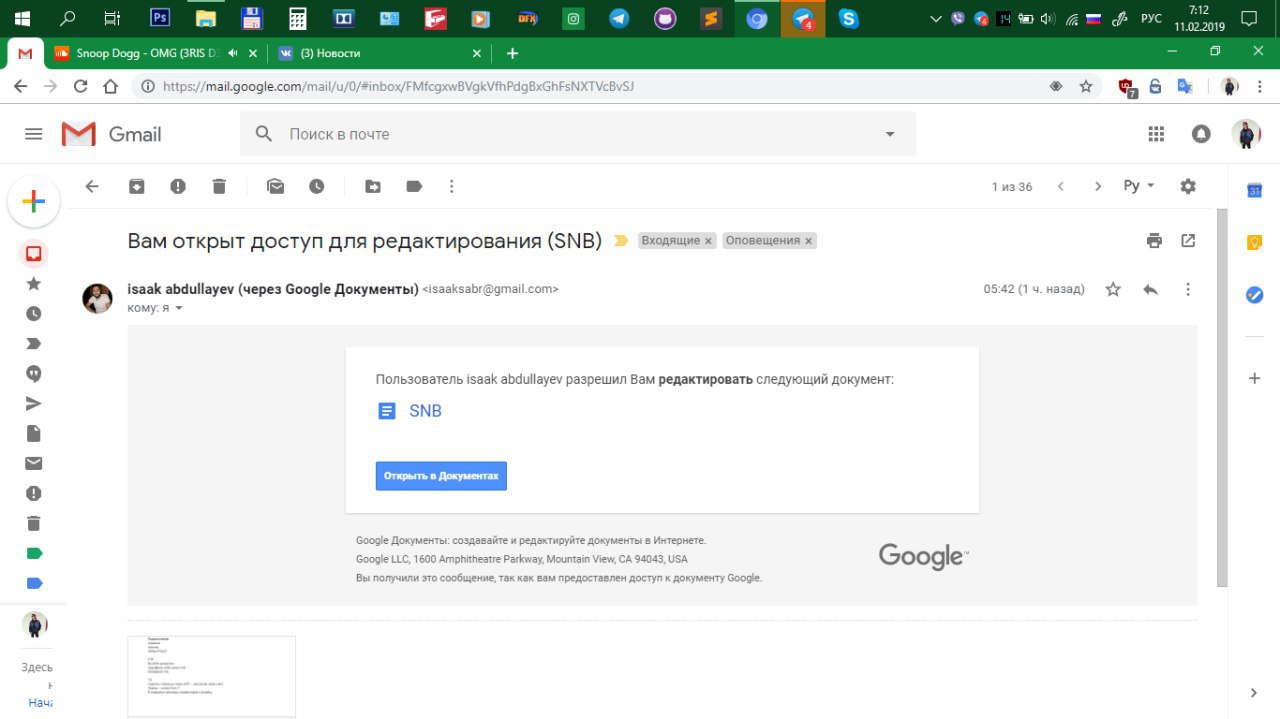 7:12
РУС
11.02.2019
Snoop Dogg - OMG (3RIS D
(3) Новости
https://mail.google.com/mail/u/0/#inbox/FMfcgxwBVgkVfhPdgBxGhFsNXTVcBvSJ
7
Gmail
Поиск в почте
1 из 36
Ру
31
Вам открыт доступ для редактирования (SNB)
Входящие ×
Оповещения ×
isaak abdullayev (через Google Документы) <isaaksabr@gmail.com>
05:42 (1 ч. назад)
кому: я
Пользователь isaak abdullayev разрешил Вам редактировать следующий документ:
SNB
Открыть в Документах
Google Документы: создавайте и редактируйте документы в Интернете.
Google LLC, 1600 Amphitheatre Parkway, Mountain View, CA 94043, USA
Вы получили это сообщение, так как вам предоставлен доступ к документу Google.
Google™
Здесь
н
Нача